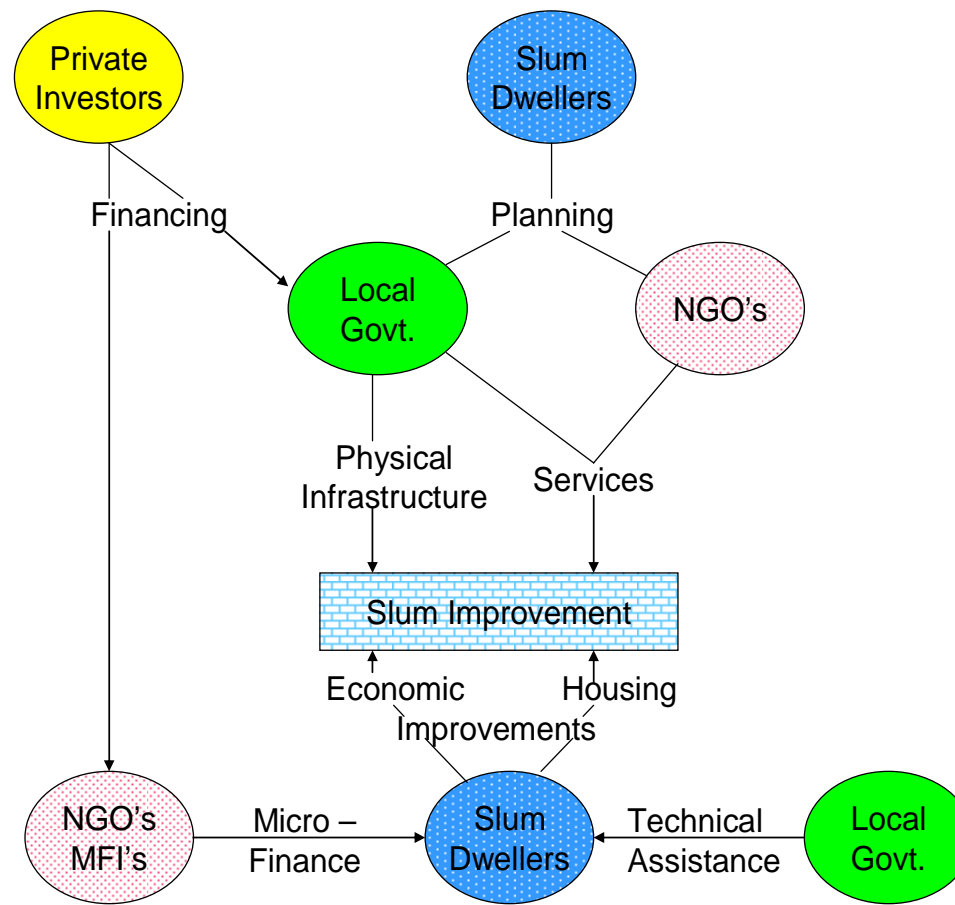 Private
Investors
Slum
Dwellers
Financing
Planning
Local
Govt.
NGO's
Physical
Infrastructure
Services
Slum Improvement
Economic
Housing
Improvements
NGO's
MFI's
Micro –
Finance
Slum
Dwellers
Technical
Assistance
Local
Govt.